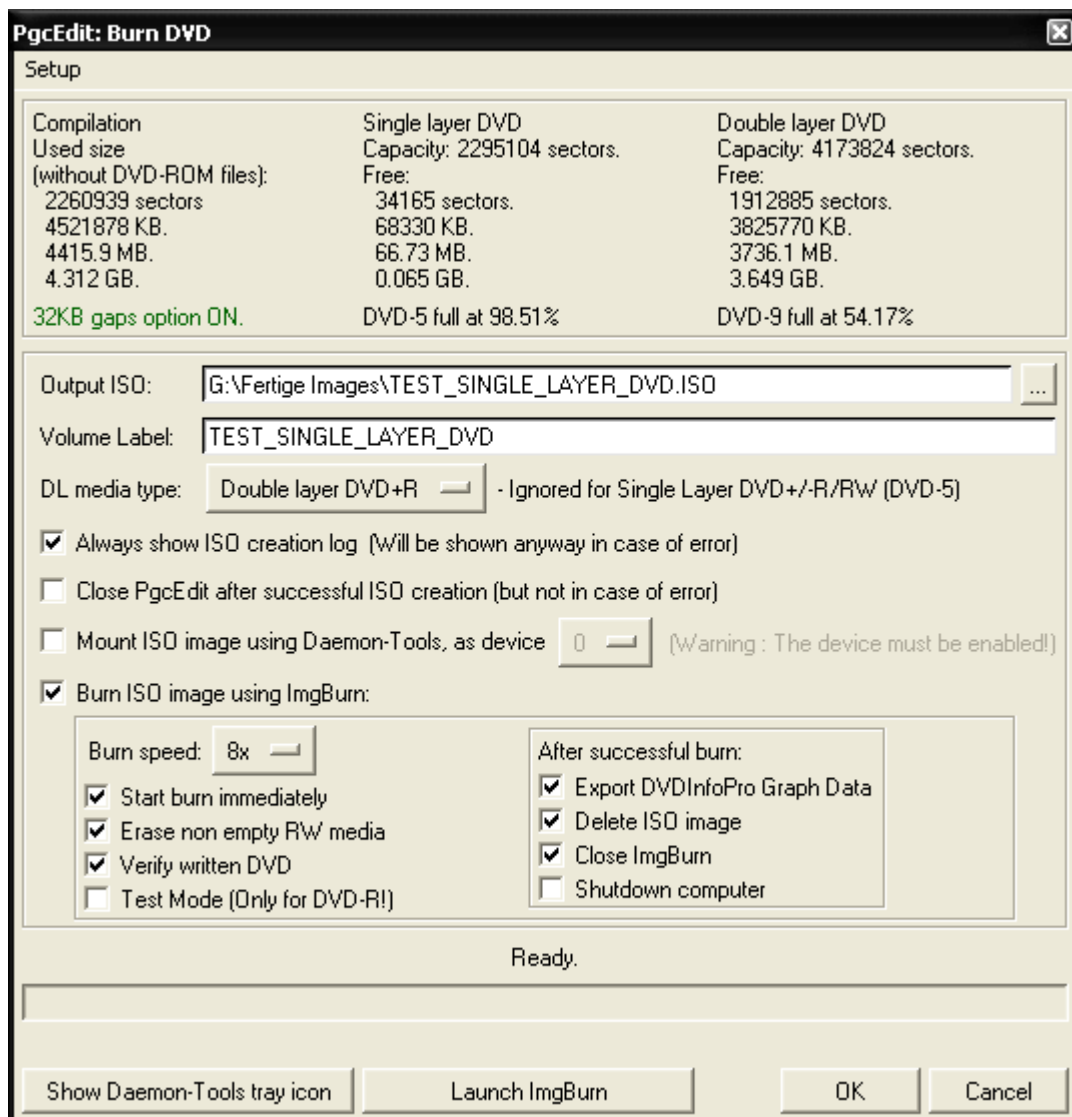 PgcEdit: Burn DVD
Setup
Compilation
Used size
(without DVD-ROM files):
2260939 sectors
4521878 KB.
4415.9 MB.
4.312 GB.
32KB gaps option ON.
Single layer DVD
Capacity: 2295104 sectors.
Free:
34165 sectors.
68330 KB.
66.73 MB.
0.065 GB.
DVD-5 full at 98.51%
Double layer DVD
Capacity: 4173824 sectors.
Free:
1912885 sectors.
3825770 KB.
3736.1 MB.
3.649 GB.
DVD-9 full at 54.17%
Output ISO: G:\Fertige Images\TEST_SINGLE_LAYER_DVD.ISO ...
Volume Label: TEST_SINGLE_LAYER_DVD
DL media type: Double layer DVD+R - Ignored for Single Layer DVD+/-R/RW (DVD-5)
Always show ISO creation log (Will be shown anyway in case of error)
Close PgcEdit after successful ISO creation (but not in case of error)
Mount ISO image using Daemon-Tools, as device 0 (Warning : The device must be enabled!)
Burn ISO image using ImgBurn:
Burn speed: 8x
Start burn immediately
Erase non empty RW media
Verify written DVD
Test Mode (Only for DVD-R!)
After successful burn:
Export DVDInfoPro Graph Data
Delete ISO image
Close ImgBurn
Shutdown computer
Ready.
Show Daemon-Tools tray icon Launch ImgBurn OK Cancel